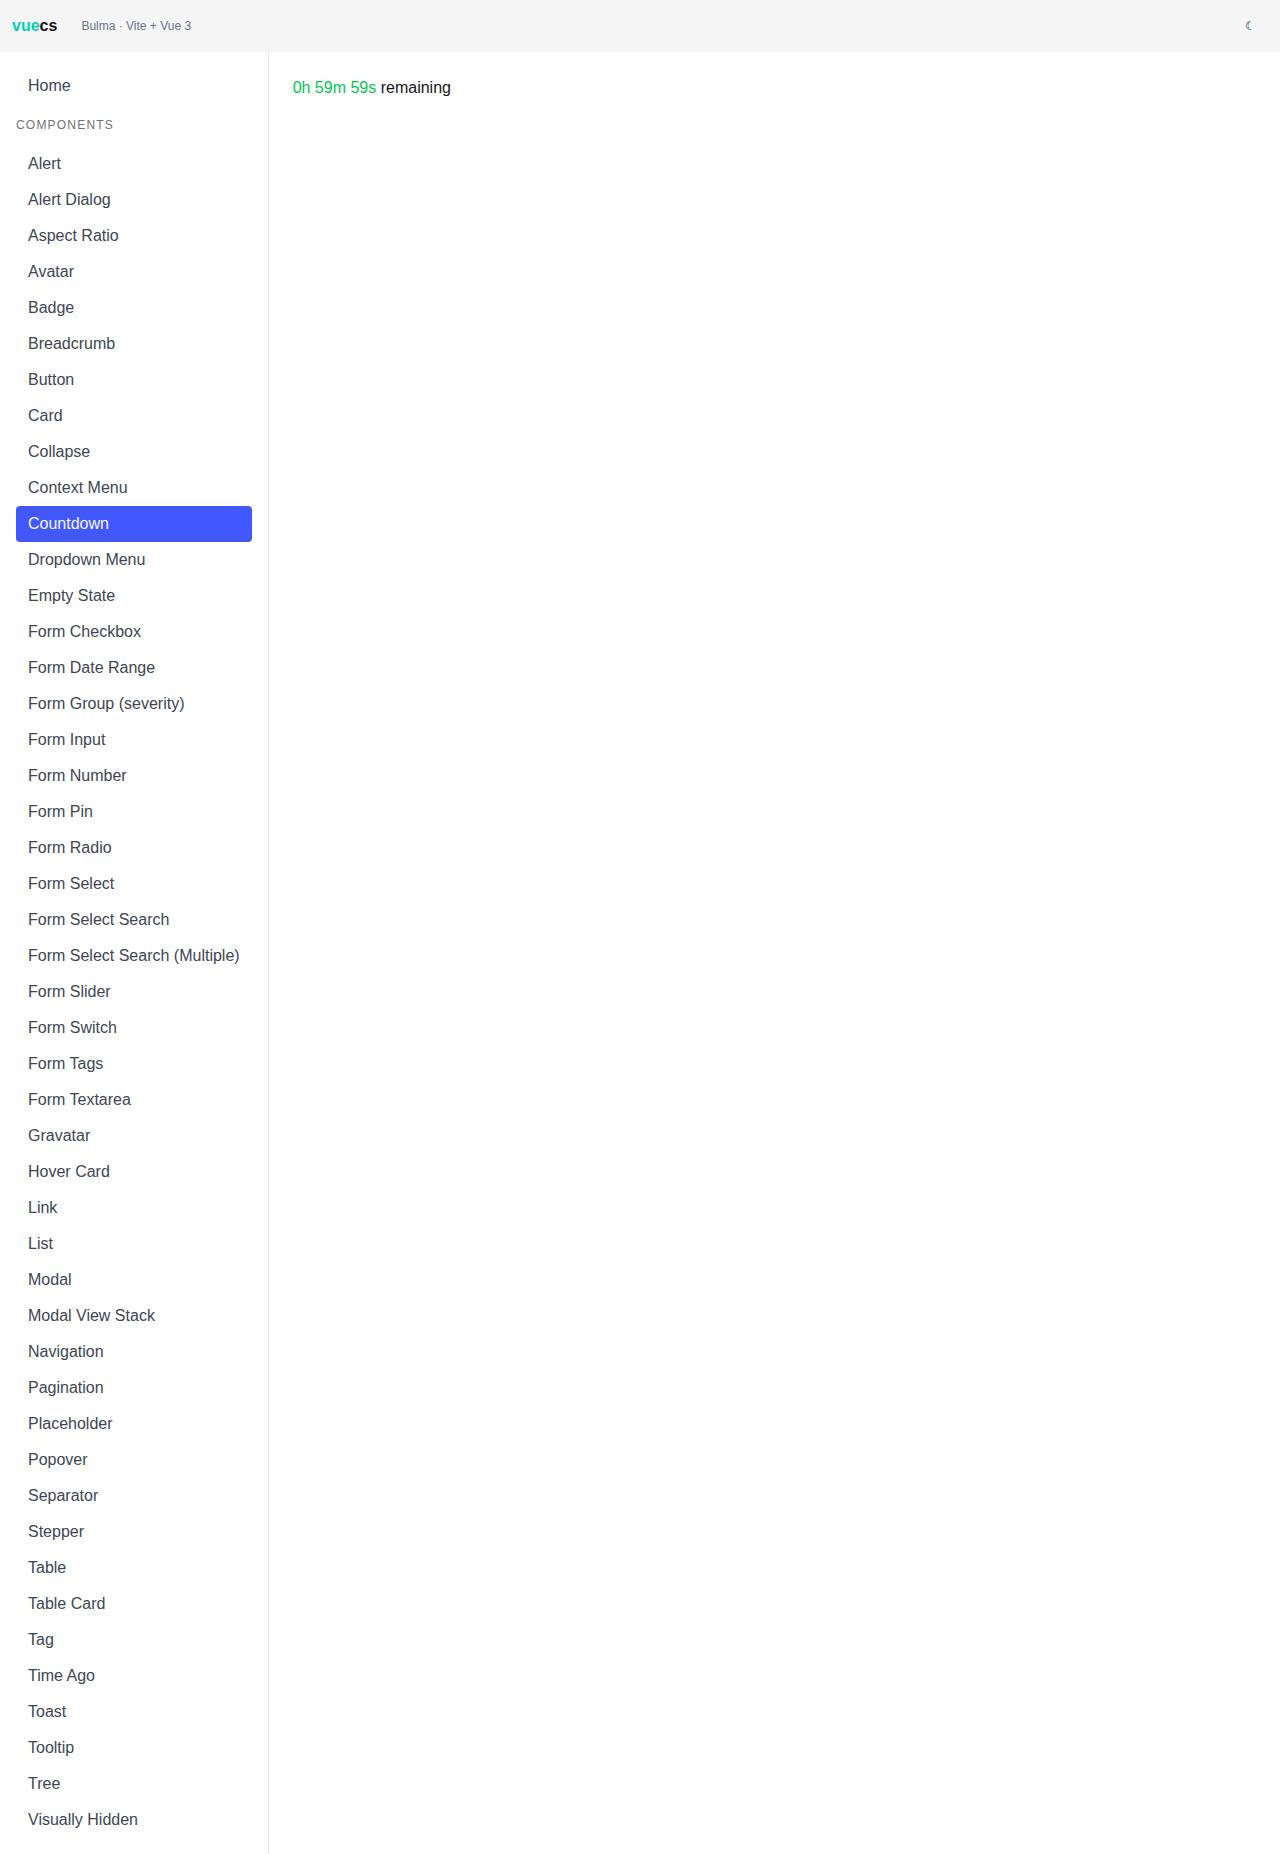 vuecs Bulma · Vite + Vue 3 ☾
Home
0h 59m 59s remaining
COMPONENTS
Alert
Alert Dialog
Aspect Ratio
Avatar
Badge
Breadcrumb
Button
Card
Collapse
Context Menu
Countdown
Dropdown Menu
Empty State
Form Checkbox
Form Date Range
Form Group (severity)
Form Input
Form Number
Form Pin
Form Radio
Form Select
Form Select Search
Form Select Search (Multiple)
Form Slider
Form Switch
Form Tags
Form Textarea
Gravatar
Hover Card
Link
List
Modal
Modal View Stack
Navigation
Pagination
Placeholder
Popover
Separator
Stepper
Table
Table Card
Tag
Time Ago
Toast
Tooltip
Tree
Visually Hidden